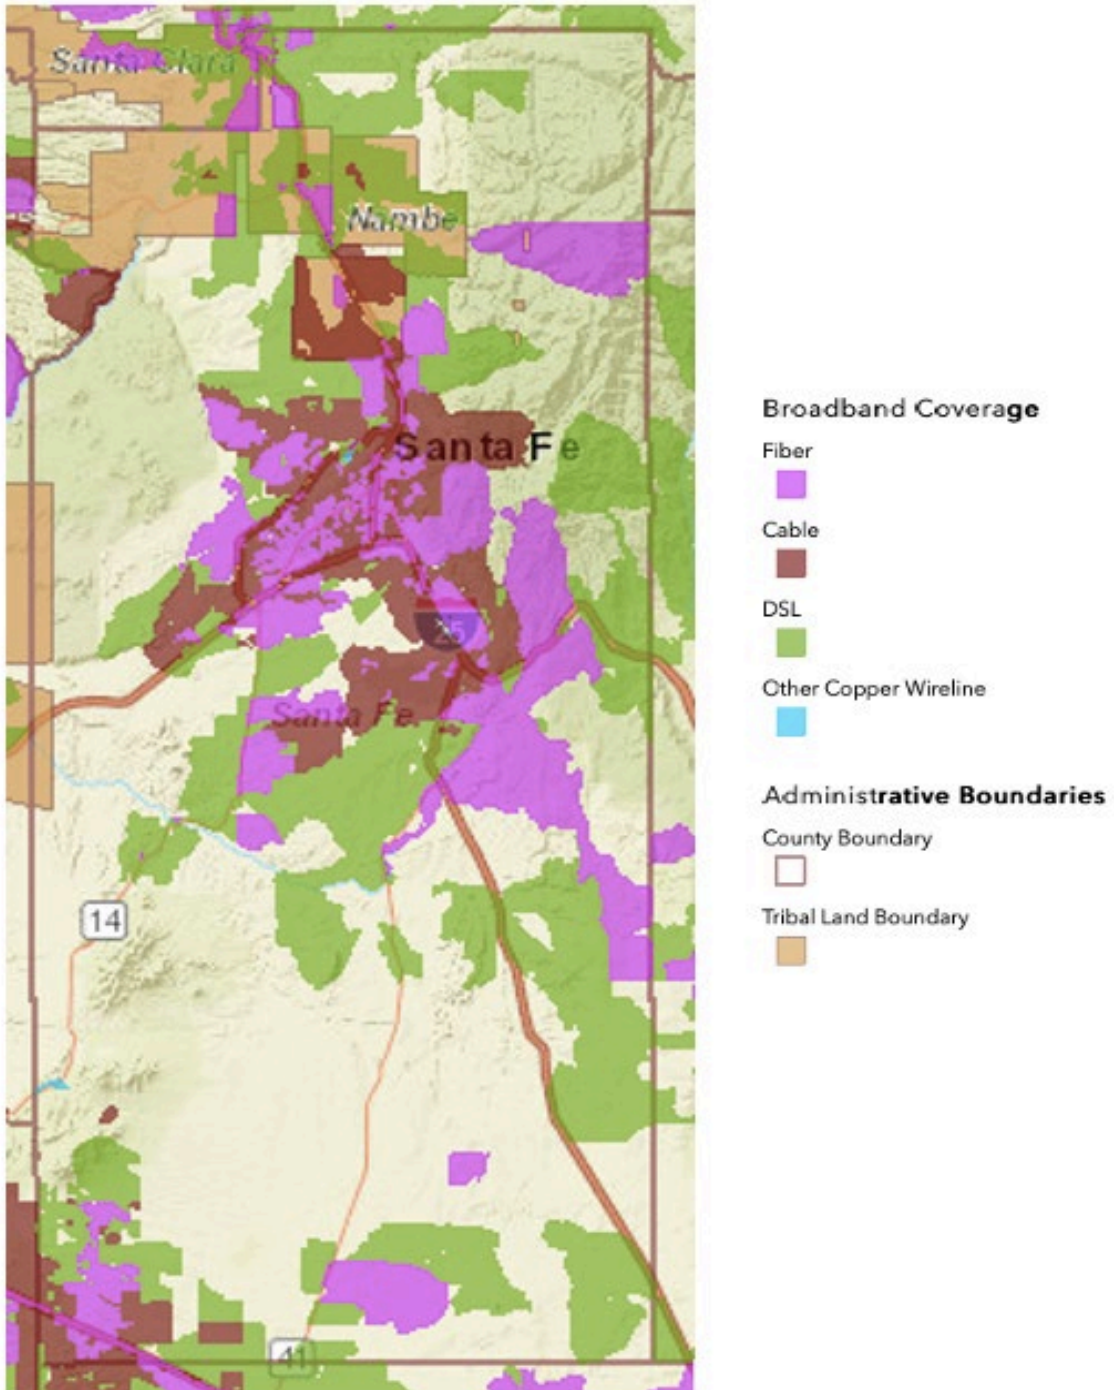 Santa Clara
Nambe
Santa Fe
25
Santa Fe
14
41
Broadband Coverage
Fiber
Cable
DSL
Other Copper Wireline
Administrative Boundaries
County Boundary
Tribal Land Boundary